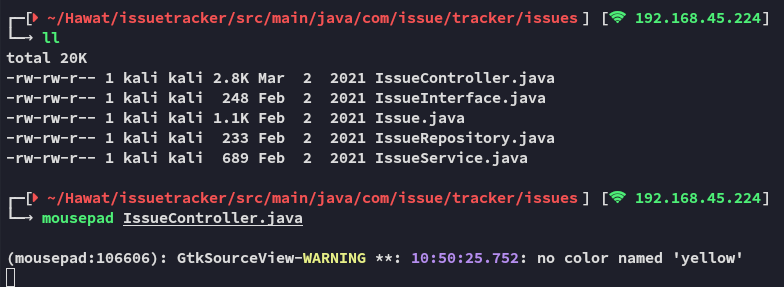 [ ~/Hawat/issuetracker/src/main/java/com/issue/tracker/issues] [ 192.168.45.224]
ll
total 20K
-rw-rw-r-- 1 kali kali 2.8K Mar  2  2021 IssueController.java
-rw-rw-r-- 1 kali kali  248 Feb  2  2021 IssueInterface.java
-rw-rw-r-- 1 kali kali 1.1K Feb  2  2021 Issue.java
-rw-rw-r-- 1 kali kali  233 Feb  2  2021 IssueRepository.java
-rw-rw-r-- 1 kali kali  689 Feb  2  2021 IssueService.java
[ ~/Hawat/issuetracker/src/main/java/com/issue/tracker/issues] [ 192.168.45.224]
mousepad IssueController.java
(mousepad:106606): GtkSourceView-WARNING **: 10:50:25.752: no color named 'yellow'